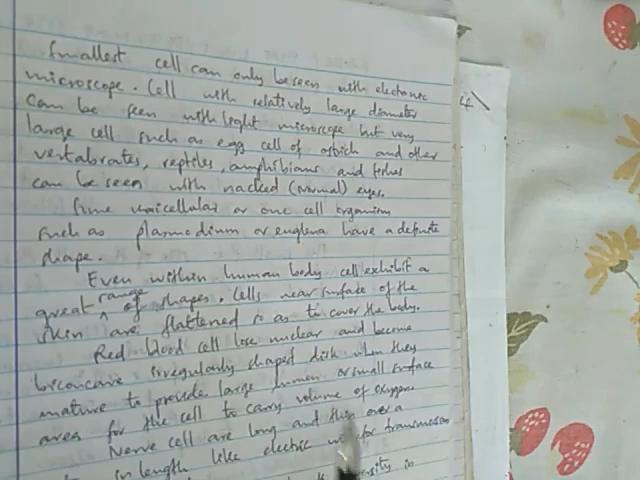 Smallest cell can only be seen with electronic
microscope. Cell with relatively large diameter
can be seen with light microscope but very
large cell such as egg cell of ostrich and other
vertabrates, reptiles, amphibians and fishes
can be seen with nacked (normal) eyes.
Some unicellular or one cell organism
such as plasmodium or euglena have a definite
shape.
Even within human body cell exhibit a
great range of shapes. Cells near surface of the
skin are flattened so as to cover the body.
Red blood cell lose nuclear and become
biconcave irregularly shaped disk when they
mature to provide large lumen or small surface
area for the cell to carry volume of oxygen
Nerve cell are long and thin over a
in length like electric for transmission
in